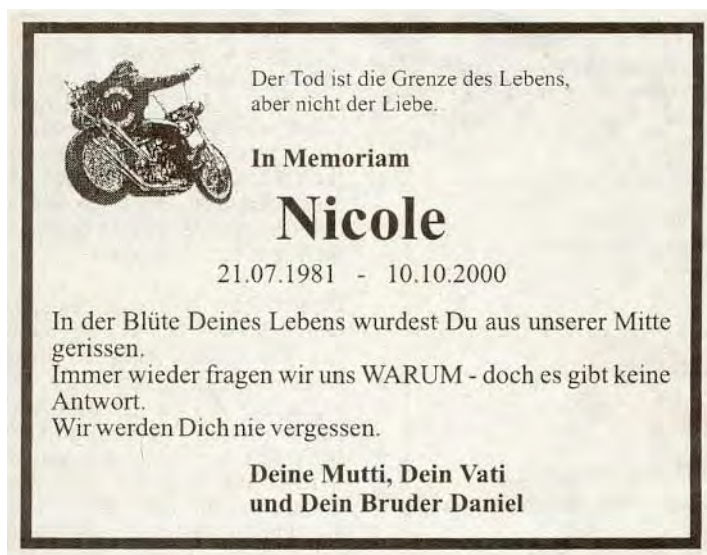 Der Tod ist die Grenze des Lebens,
aber nicht der Liebe.
In Memoriam
Nicole
21.07.1981 - 10.10.2000
In der Blüte Deines Lebens wurdest Du aus unserer Mitte
gerissen.
Immer wieder fragen wir uns WARUM - doch es gibt keine
Antwort.
Wir werden Dich nie vergessen.
Deine Mutti, Dein Vati
und Dein Bruder Daniel